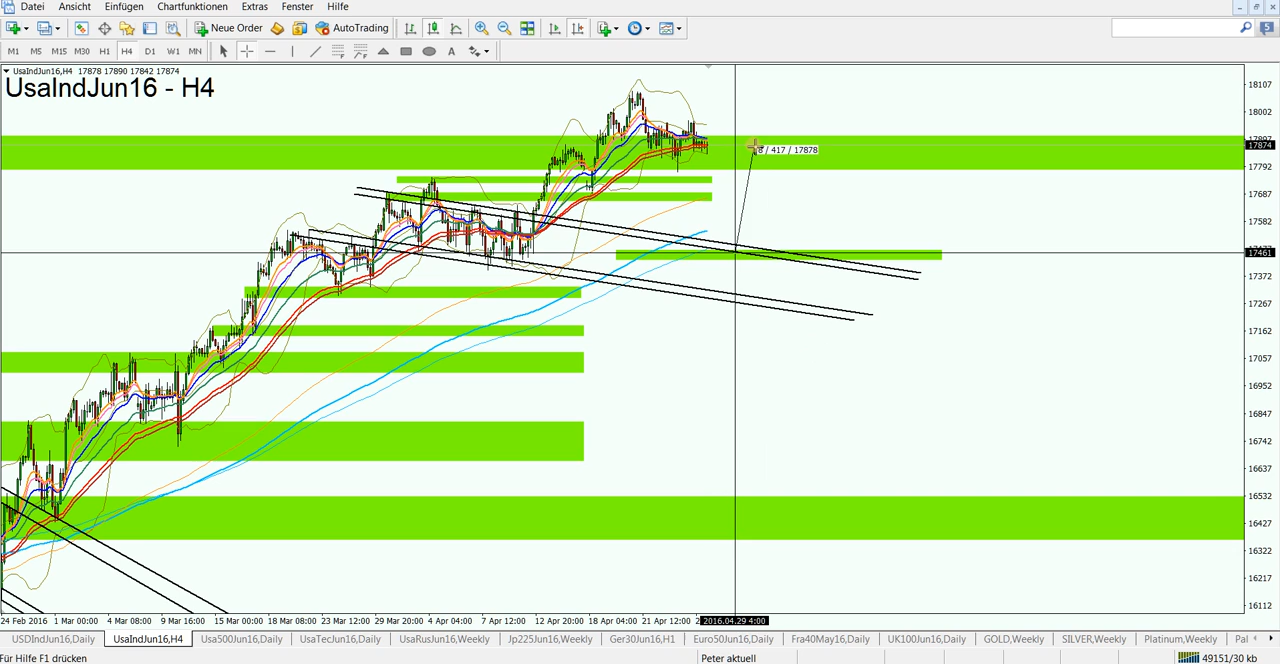 Datei Ansicht Einfügen Chartfunktionen Extras Fenster Hilfe
Neue Order AutoTrading
M1 M5 M15 M30 H1 H4 D1 W1 MN A
UsaIndJun16,H4 17878 17890 17842 17874
UsaIndJun16 - H4
18107
18002
17874
17792
17687
17582
17461
17372
17267
17162
17057
16952
16847
16742
16637
16532
16427
16322
16217
16112
8 / 417 / 17878
24 Feb 2016 1 Mar 00:00 4 Mar 08:00 9 Mar 16:00 15 Mar 00:00 18 Mar 08:00 23 Mar 12:00 29 Mar 20:00 4 Apr 04:00 7 Apr 12:00 12 Apr 20:00 18 Apr 04:00 21 Apr 12:00 2016.04.29 4:00
USDIndJun16,Daily UsaIndJun16,H4 Usa500Jun16,Daily UsaTecJun16,Daily UsaRusJun16,Weekly Jp225Jun16,Weekly Ger30Jun16,H1 Euro50Jun16,Daily Fra40May16,Daily UK100Jun16,Daily GOLD,Weekly SILVER,Weekly Platinum,Weekly Pal
Für Hilfe F1 drücken Peter aktuell 49151/30 kb